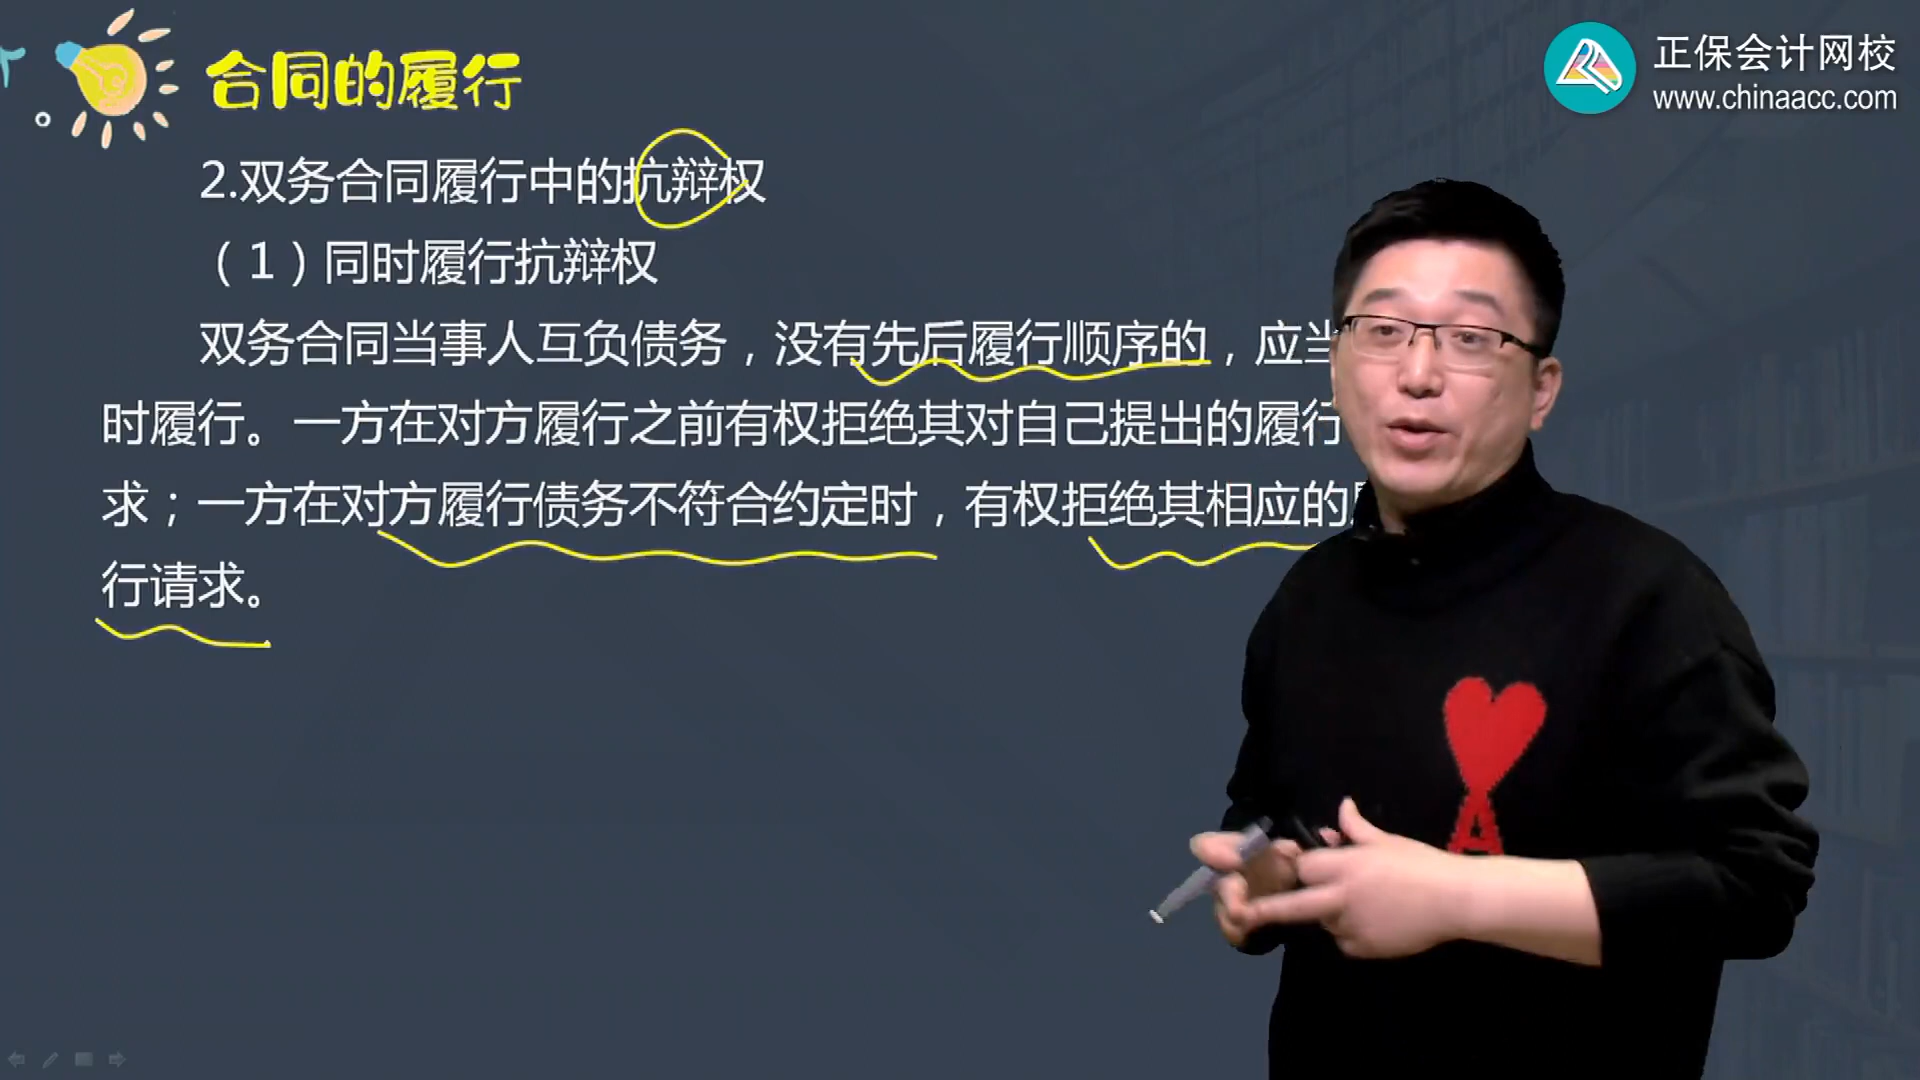 合同的履行
正保会计网校
www.chinaacc.com
2.双务合同履行中的抗辩权
（1）同时履行抗辩权
双务合同当事人互负债务，没有先后履行顺序的，应当
时履行。一方在对方履行之前有权拒绝其对自己提出的履行
求；一方在对方履行债务不符合约定时，有权拒绝其相应的
行请求。
A